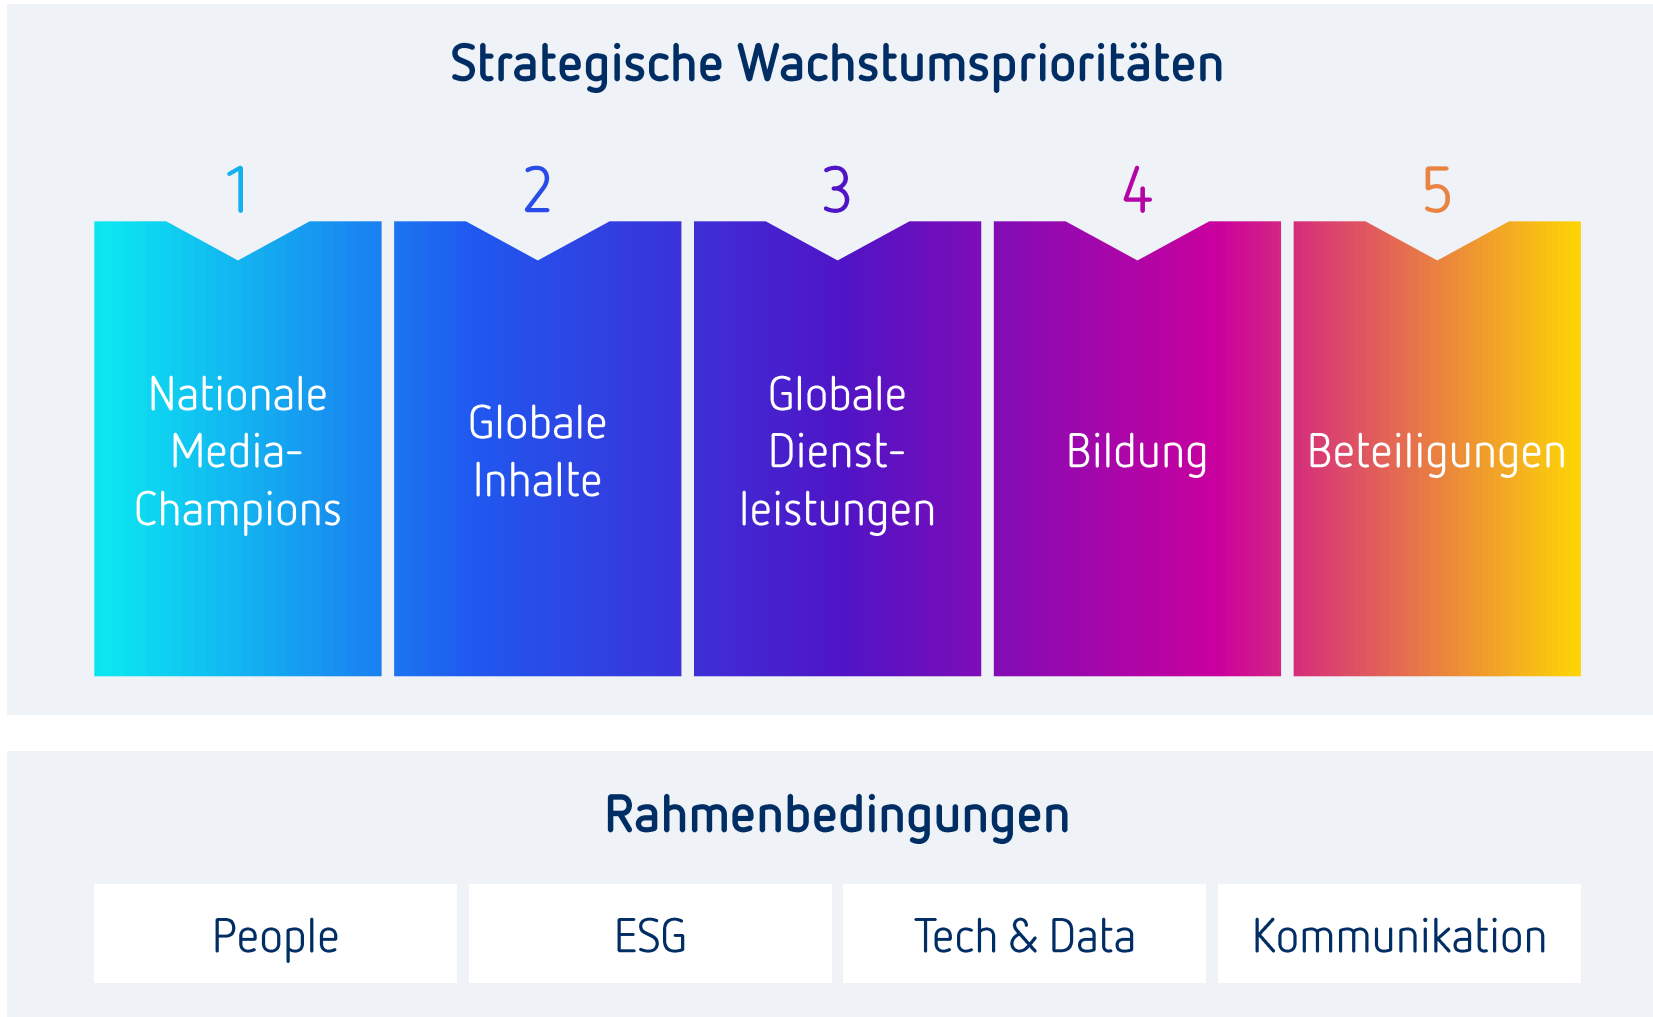 Strategische Wachstumsprioritäten
1
2
3
4
5
Nationale
Media-
Champions
Globale
Inhalte
Globale
Dienst-
leistungen
Bildung
Beteiligungen
Rahmenbedingungen
People
ESG
Tech & Data
Kommunikation